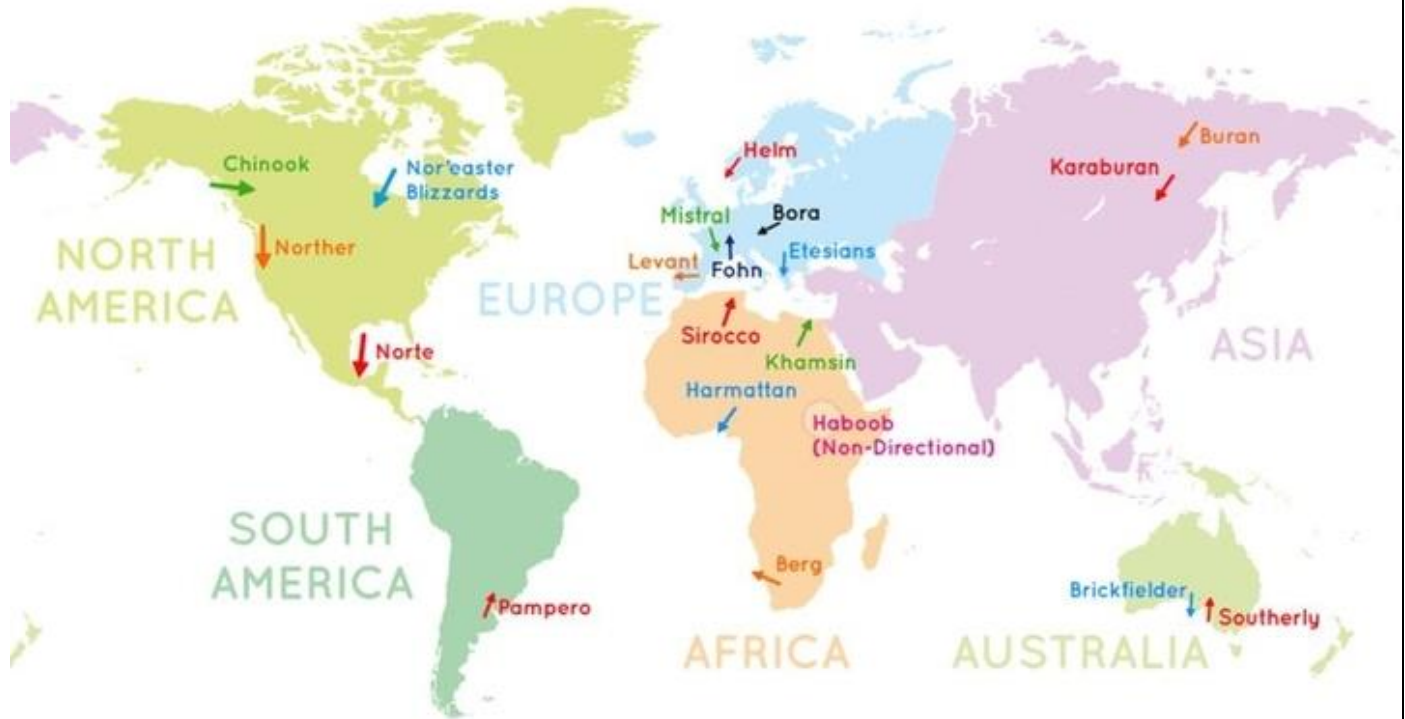 Chinook
Nor'easter
Blizzards
Norther
NORTH
AMERICA
Norte
SOUTH
AMERICA
Pampero
Helm
Mistral
Bora
Levant
Fohn
Etesians
EUROPE
Sirocco
Khamsin
Harmattan
Haboob
(Non-Directional)
Berg
AFRICA
Buran
Karaburan
ASIA
Brickfielder
Southerly
AUSTRALIA